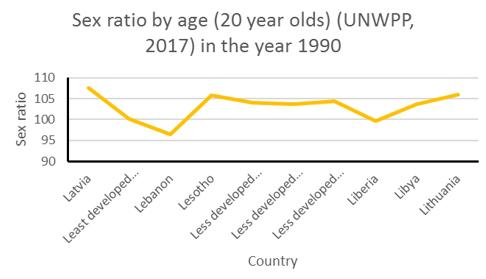 Sex ratio by age (20 year olds) (UNWPP,
2017) in the year 1990
110
105
100
95
90
Sex ratio
Latvia
Least developed...
Lebanon
Lesotho
Less developed...
Less developed...
Less developed...
Liberia
Libya
Lithuania
Country